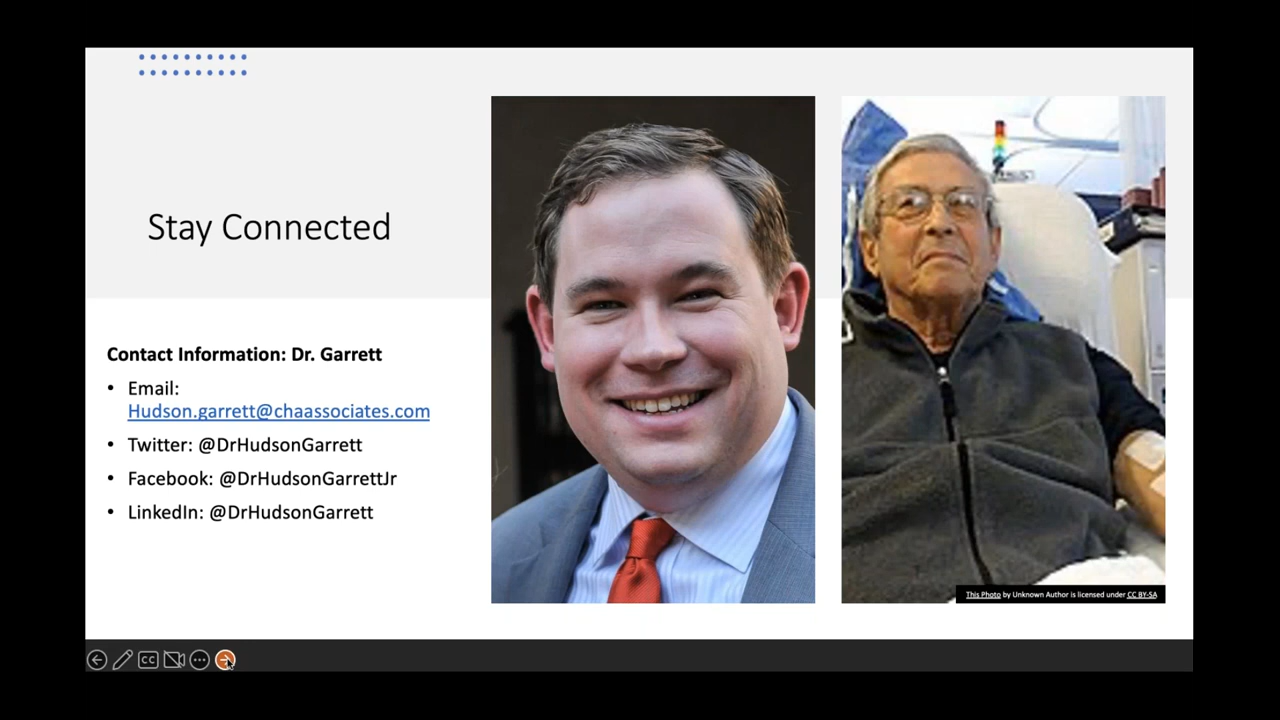 Stay Connected
Contact Information: Dr. Garrett
• Email:
Hudson.garrett@chaassociates.com
• Twitter: @DrHudsonGarrett
• Facebook: @DrHudsonGarrettJr
• LinkedIn: @DrHudsonGarrett
This Photo by Unknown Author is licensed under CC BY-SA
CC